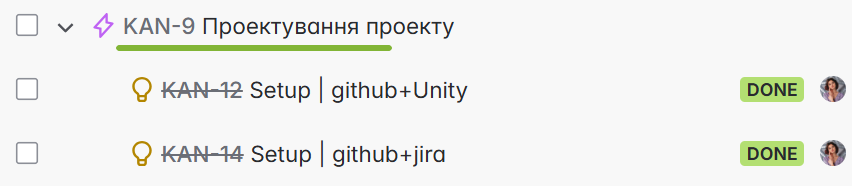 KAN-9 Проектування проекту
KAN-12 Setup | github+Unity DONE
KAN-14 Setup | github+jira DONE